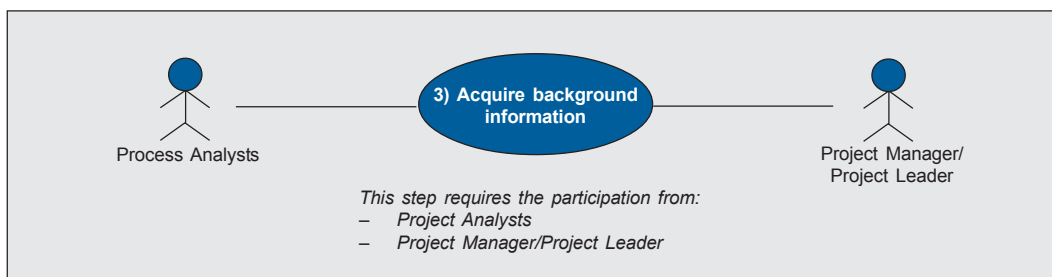 3) Acquire background
information
Process Analysts
Project Manager/
Project Leader
This step requires the participation from:
– Project Analysts
– Project Manager/Project Leader